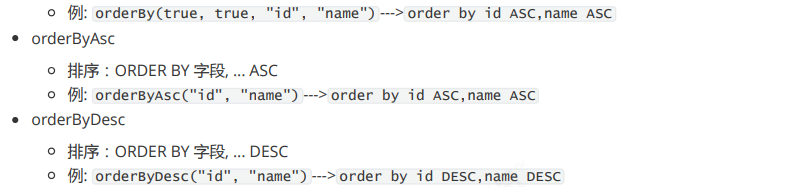 例: orderBy(true, true, "id", "name")--->order by id ASC,name ASC
orderByAsc
排序：ORDER BY 字段, ... ASC
例: orderByAsc("id", "name")--->order by id ASC,name ASC
orderByDesc
排序：ORDER BY 字段, ... DESC
例: orderByDesc("id", "name")--->order by id DESC,name DESC